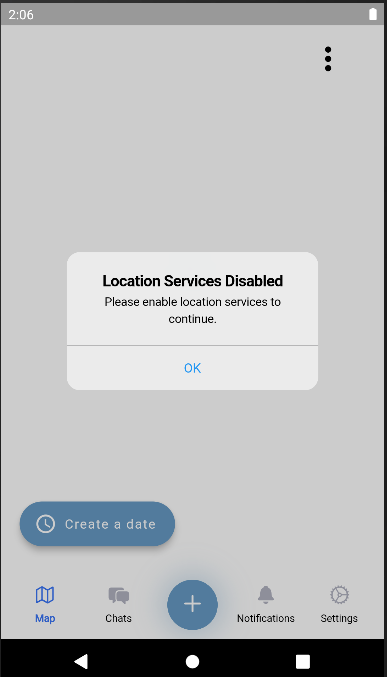 2:06
Location Services Disabled
Please enable location services to
continue.
OK
Create a date
Map
Chats
Notifications
Settings